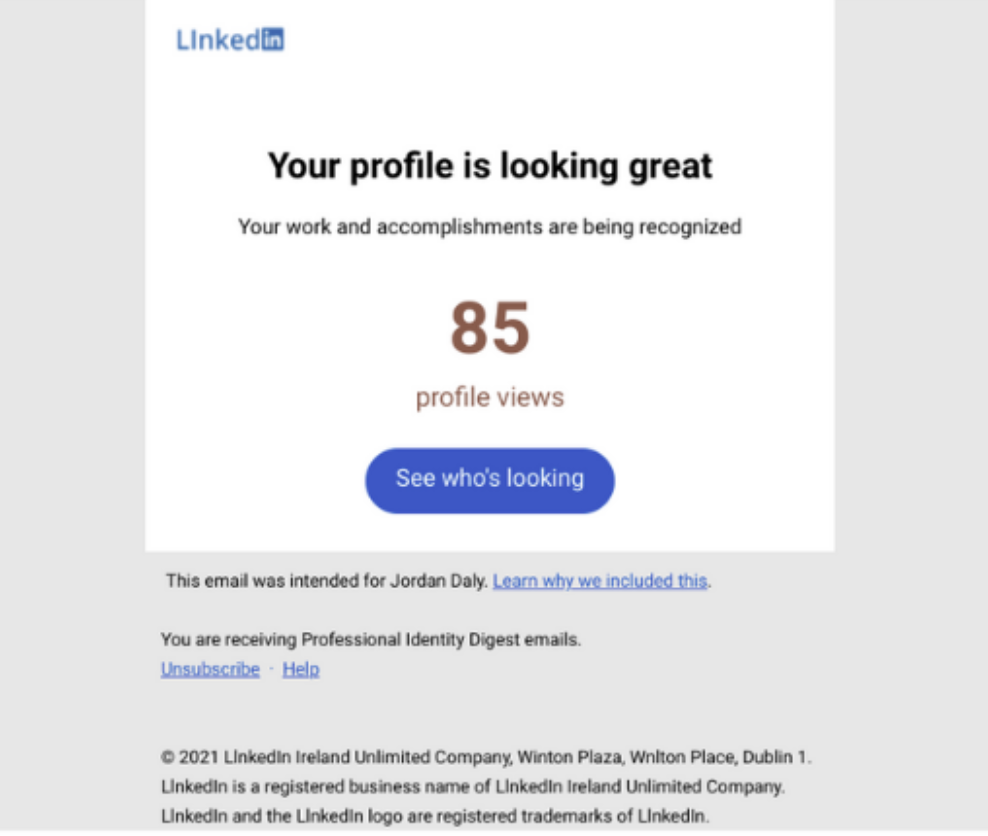 LInkedin
Your profile is looking great
Your work and accomplishments are being recognized
85
profile views
See who's looking
This email was intended for Jordan Daly. Learn why we included this.
You are receiving Professional Identity Digest emails.
Unsubscribe · Help
© 2021 LInkedIn Ireland Unlimited Company, Winton Plaza, Wnlton Place, Dublin 1.
LInkedIn is a registered business name of LInkedIn Ireland Unlimited Company.
LInkedIn and the LInkedIn logo are registered trademarks of LInkedIn.